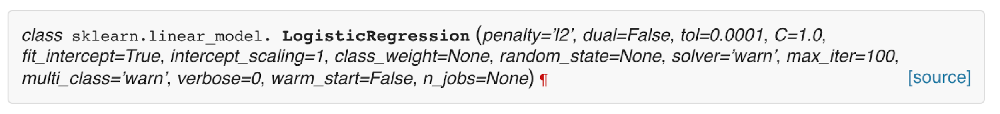 class sklearn.linear_model. LogisticRegression (penalty=’l2’, dual=False, tol=0.0001, C=1.0,
fit_intercept=True, intercept_scaling=1, class_weight=None, random_state=None, solver=’warn’, max_iter=100,
multi_class=’warn’, verbose=0, warm_start=False, n_jobs=None) ¶ [source]